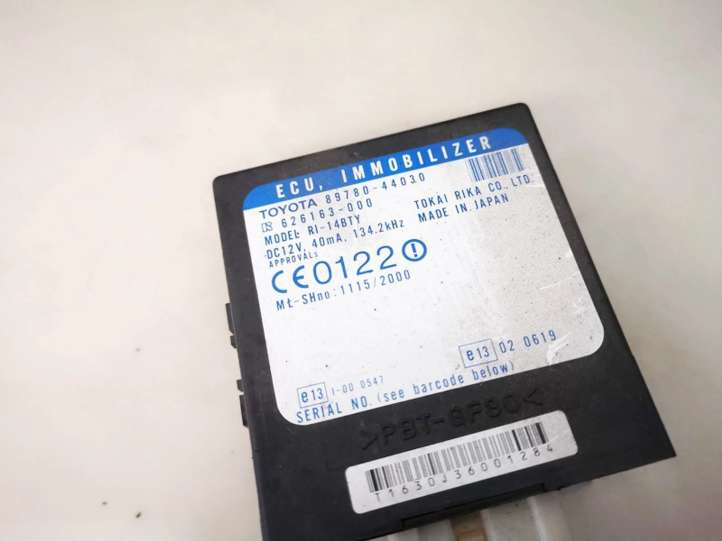 ECU, IMMOBILIZER
TOYOTA 89780-44030
626163-000
MODEL: RI-14BTY TOKAI RIKA CO., LTD.
DC12V, 40mA, 134.2kHz MADE IN JAPAN
APPROVALS
CE0122
MŁ-SHno:1115/2000
e13 1-00 0547 e13 02 0619
SERIAL NO.(see barcode below)
>PBT-GF30<
T1630J36001284